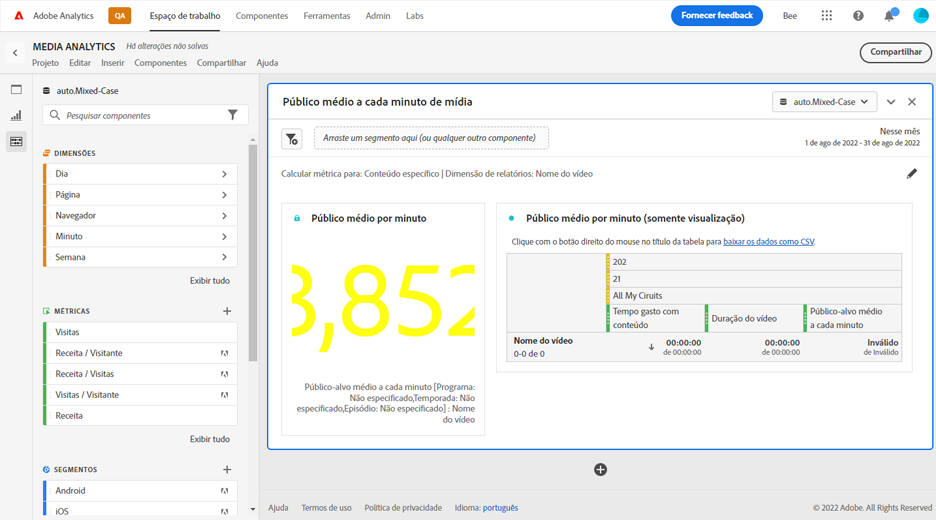 Adobe Analytics QA Espaço de trabalho Componentes Ferramentas Admin Labs Fornecer feedback Bee
MEDIA ANALYTICS Há alterações não salvas
Projeto Editar Inserir Componentes Compartilhar Ajuda
Compartilhar
auto.Mixed-Case
Pesquisar componentes
DIMENSÕES
Dia
Página
Navegador
Minuto
Semana
Exibir tudo
MÉTRICAS
Visitas
Receita / Visitante
Receita / Visitas
Visitas / Visitante
Receita
Exibir tudo
SEGMENTOS
Android
iOS
Público médio a cada minuto de mídia
auto.Mixed-Case
Arraste um segmento aqui (ou qualquer outro componente)
Nesse mês
1 de ago de 2022 - 31 de ago de 2022
Calcular métrica para: Conteúdo específico | Dimensão de relatórios: Nome do vídeo
Público médio por minuto
3,852
Público-alvo médio a cada minuto [Programa:
Não especificado,Temporada: Não
especificado,Episódio: Não especificado] : Nome
do vídeo
Público médio por minuto (somente visualização)
Clique com o botão direito do mouse no título da tabela para baixar os dados como CSV.
202
21
All My Ciruits
Tempo gasto com
conteúdo
Duração do vídeo
Público-alvo médio
a cada minuto
Nome do vídeo
0-0 de 0
00:00:00
de 00:00:00
00:00:00
de 00:00:00
Inválido
de Inválido
Ajuda Termos de uso Política de privacidade Idioma: português
© 2022 Adobe. All Rights Reserved